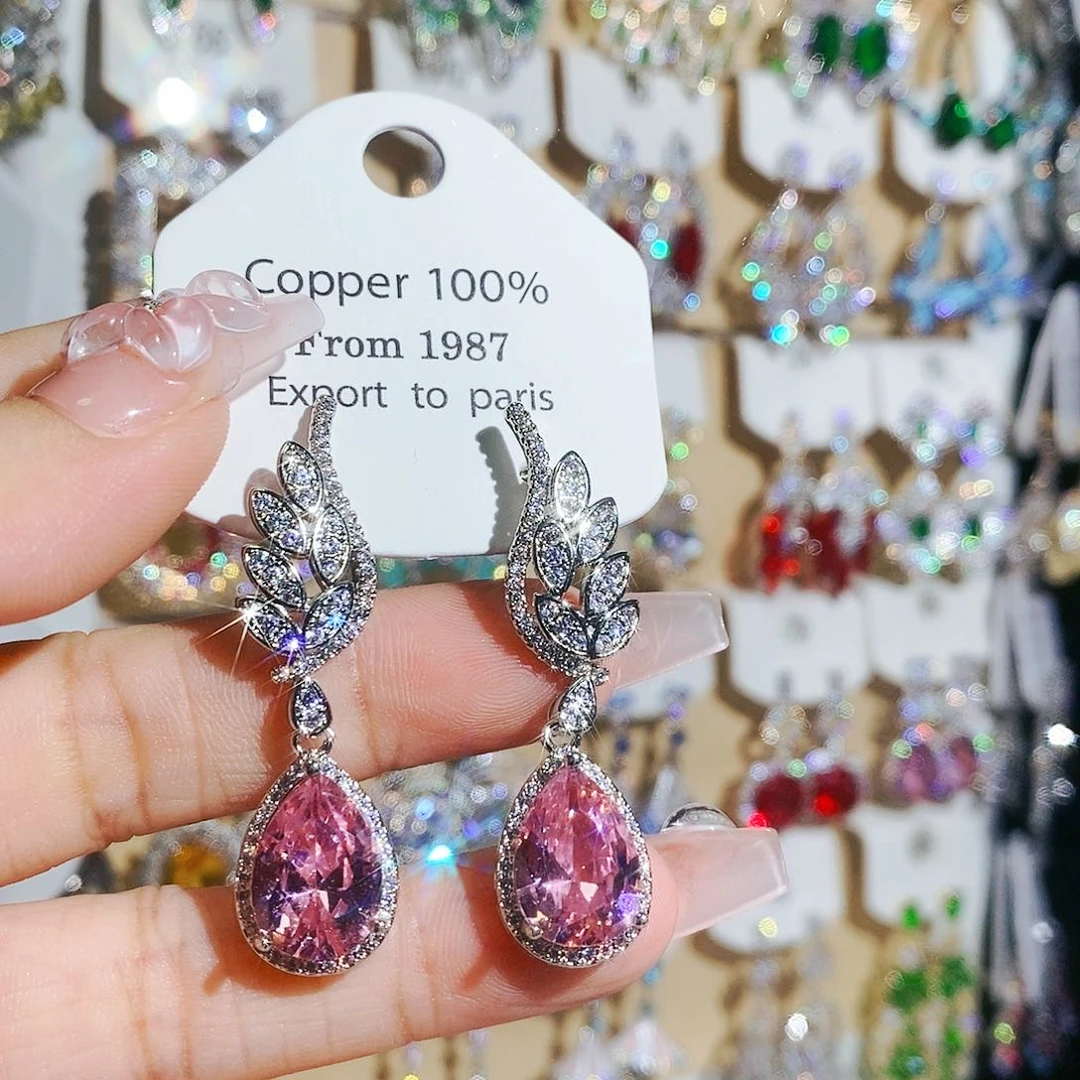 Copper 100%
From 1987
Export to paris